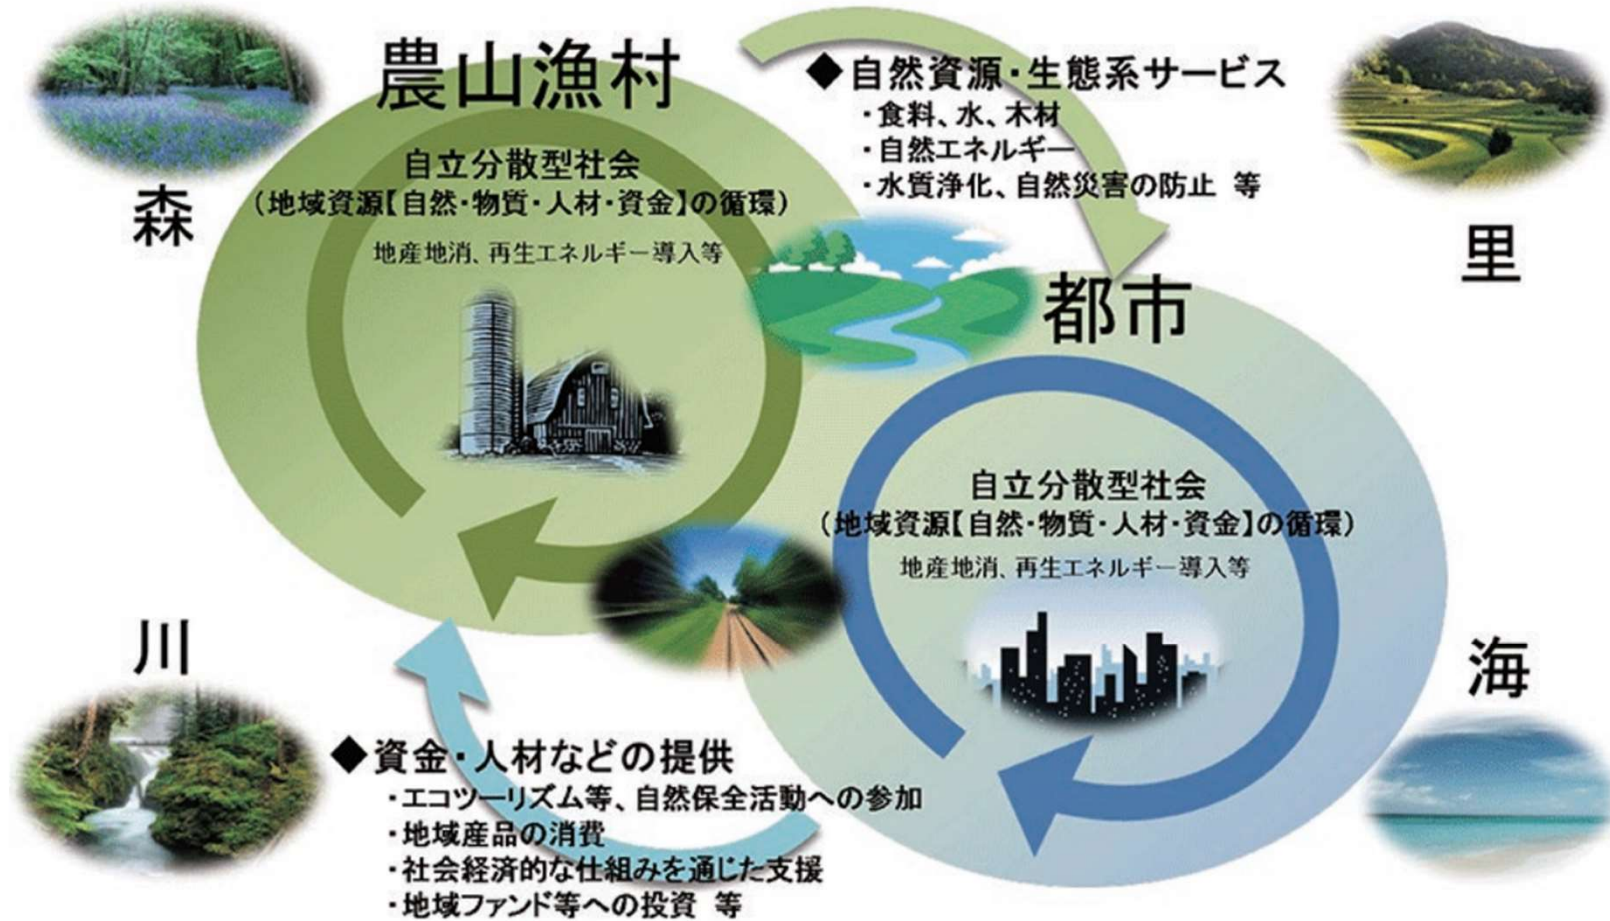 農山漁村
自立分散型社会
（地域資源【自然・物質・人材・資金】の循環）
地産地消、再生エネルギー導入等
◆自然資源・生態系サービス
・食料、水、木材
・自然エネルギー
・水質浄化、自然災害の防止 等
森
里
都市
自立分散型社会
（地域資源【自然・物質・人材・資金】の循環）
地産地消、再生エネルギー導入等
川
海
◆資金・人材などの提供
・エコツーリズム等、自然保全活動への参加
・地域産品の消費
・社会経済的な仕組みを通じた支援
・地域ファンド等への投資 等